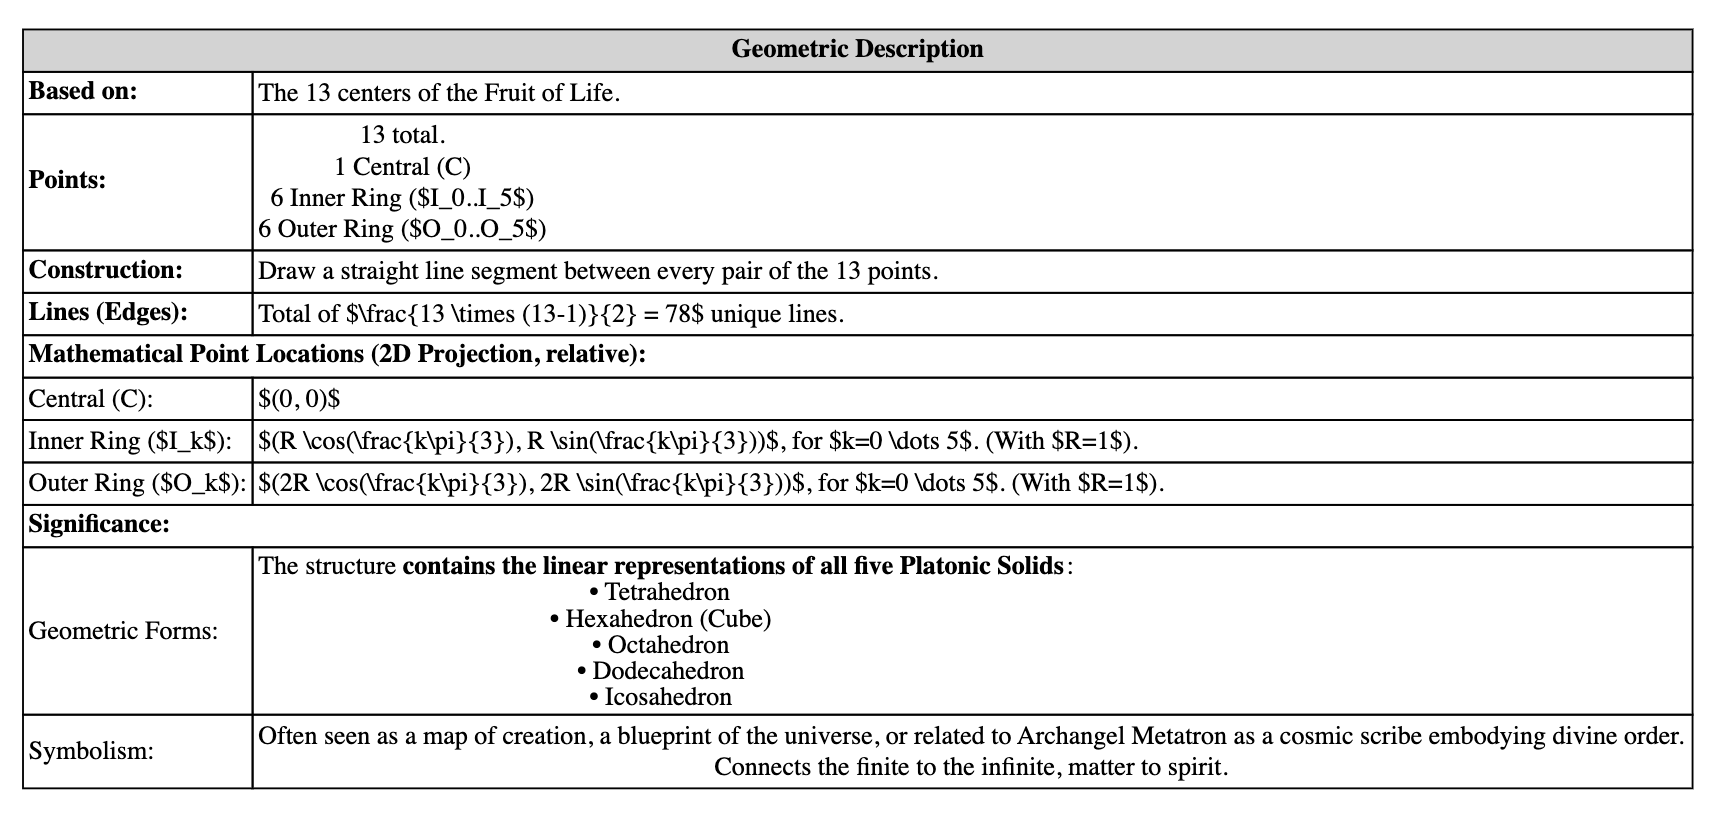 Geometric Description
Based on:
The 13 centers of the Fruit of Life.
Points:
13 total.
1 Central (C)
6 Inner Ring ($I_0..I_5$)
6 Outer Ring ($O_0..O_5$)
Construction:
Draw a straight line segment between every pair of the 13 points.
Lines (Edges):
Total of $\frac{13 \times (13-1)}{2} = 78$ unique lines.
Mathematical Point Locations (2D Projection, relative):
Central (C):
$(0, 0)$
Inner Ring ($I_k$):
$(R \cos(\frac{k\pi}{3}), R \sin(\frac{k\pi}{3}))$, for $k=0 \dots 5$. (With $R=1$).
Outer Ring ($O_k$):
$(2R \cos(\frac{k\pi}{3}), 2R \sin(\frac{k\pi}{3}))$, for $k=0 \dots 5$. (With $R=1$).
Significance:
Geometric Forms:
The structure contains the linear representations of all five Platonic Solids:
• Tetrahedron
• Hexahedron (Cube)
• Octahedron
• Dodecahedron
• Icosahedron
Symbolism:
Often seen as a map of creation, a blueprint of the universe, or related to Archangel Metatron as a cosmic scribe embodying divine order.
Connects the finite to the infinite, matter to spirit.